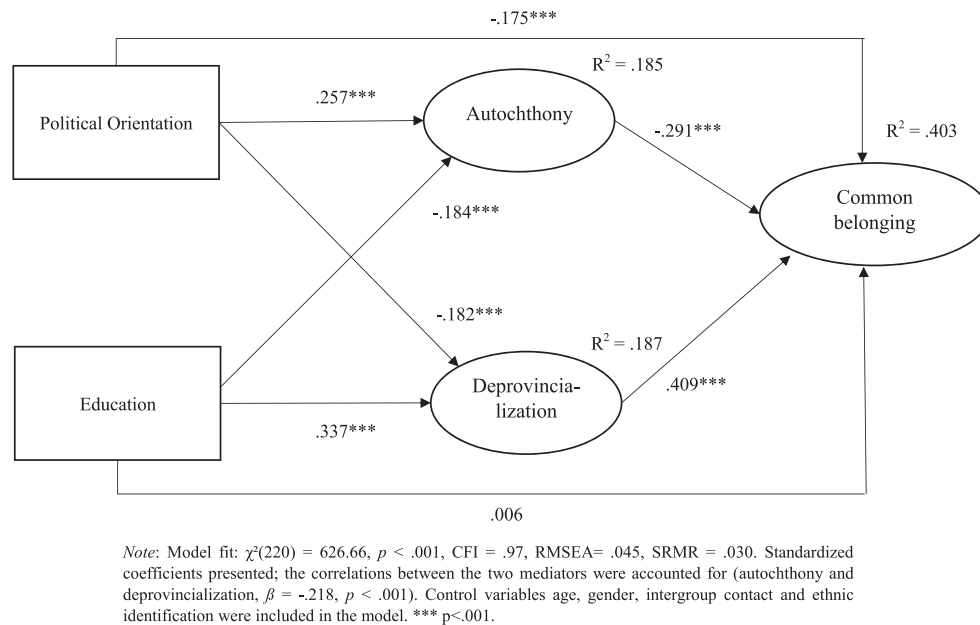 -.175***
R² = .185
.257***
Political Orientation
Autochthony
-.291***
R² = .403
Common
belonging
-.184***
-.182***
R² = .187
Education
Deprovincia-
lization
.409***
.337***
.006
Note: Model fit: χ²(220) = 626.66, p < .001, CFI = .97, RMSEA= .045, SRMR = .030. Standardized
coefficients presented; the correlations between the two mediators were accounted for (autochthony and
deprovincialization, β = -.218, p < .001). Control variables age, gender, intergroup contact and ethnic
identification were included in the model. *** p<.001.